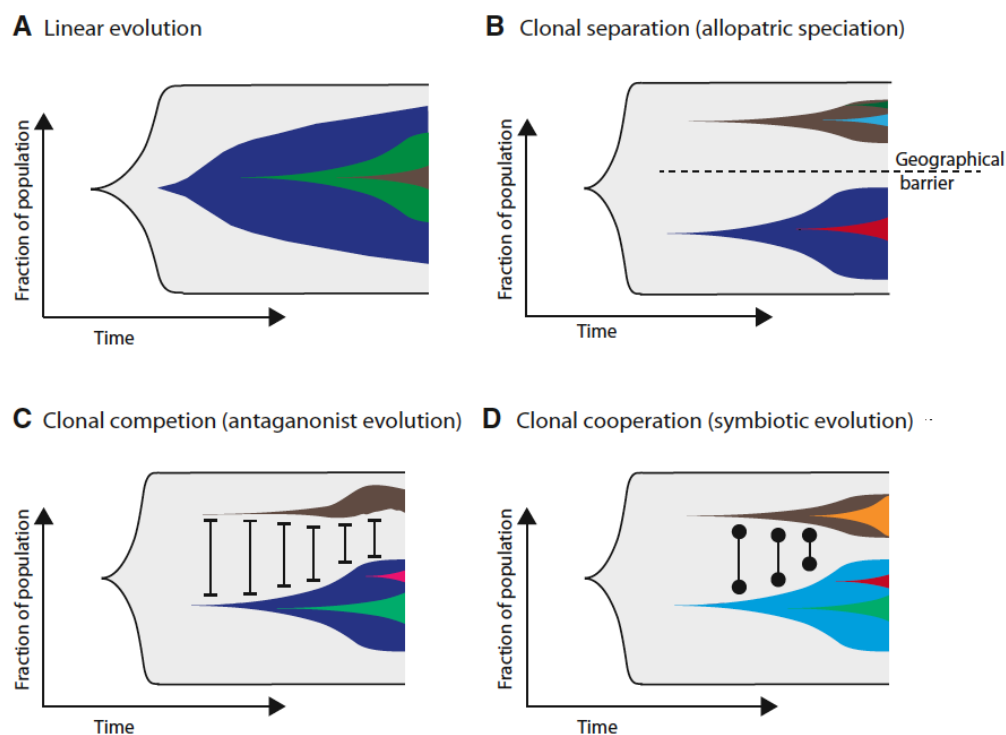 A Linear evolution
Fraction of population
Time
B Clonal separation (allopatric speciation)
Fraction of population
Geographical
barrier
Time
C Clonal competion (antaganonist evolution)
Fraction of population
Time
D Clonal cooperation (symbiotic evolution)
Fraction of population
Time